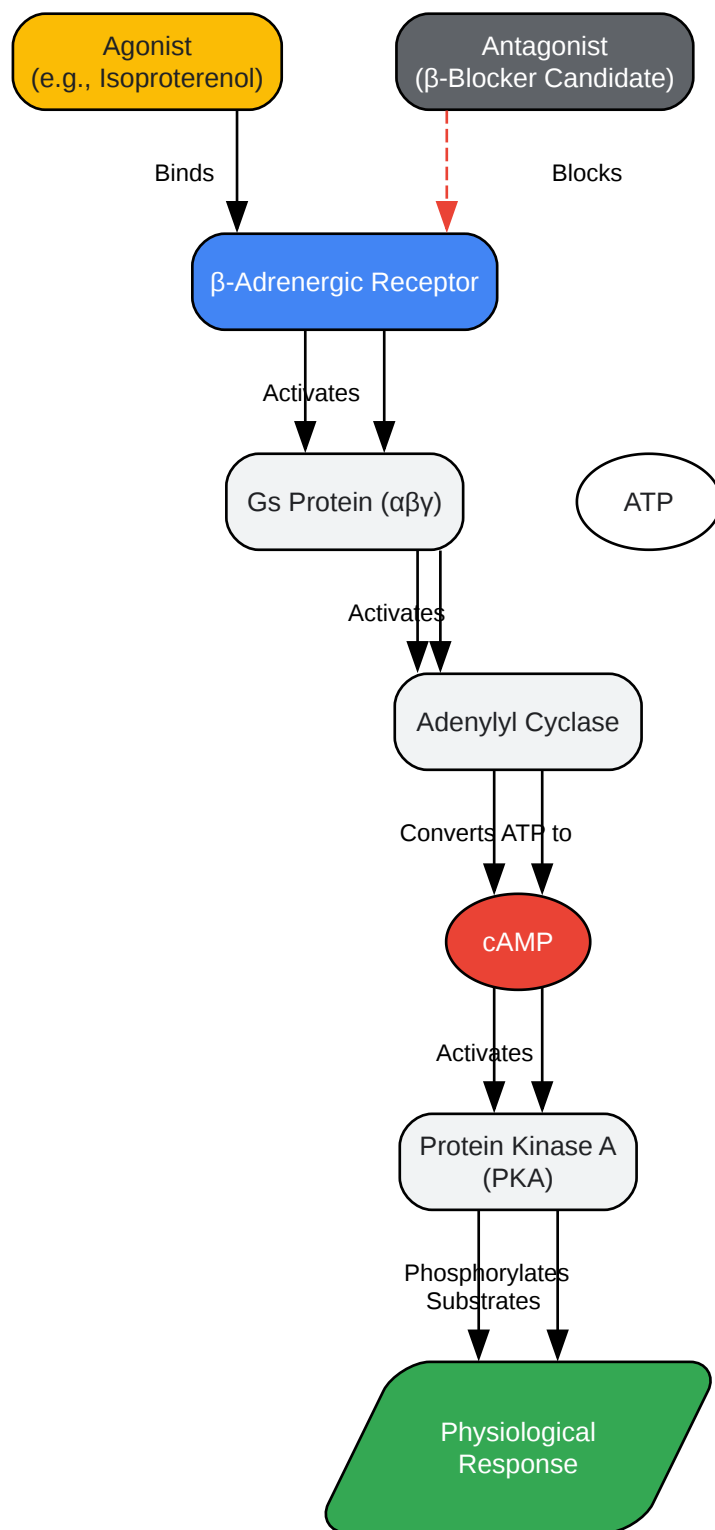 Agonist
(e.g., Isoproterenol)
Antagonist
(β-Blocker Candidate)
Binds
Blocks
β-Adrenergic Receptor
Activates
Gs Protein (αβγ)
ATP
Activates
Adenylyl Cyclase
Converts ATP to
cAMP
Activates
Protein Kinase A
(PKA)
Phosphorylates
Substrates
Physiological
Response